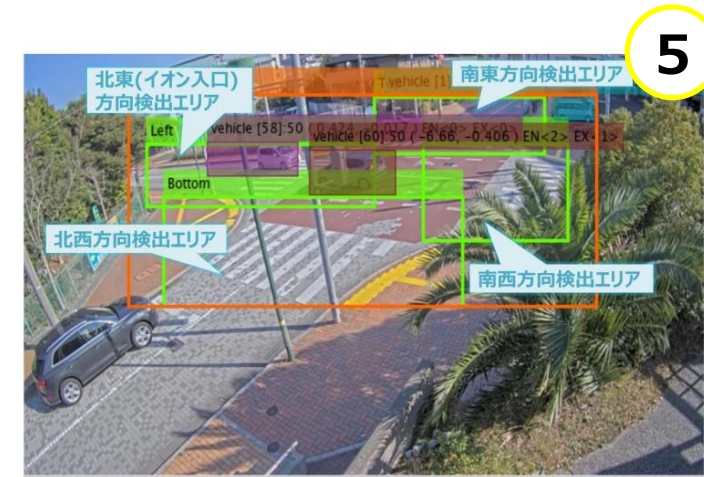 5
北東(イオン入口)
方向検出エリア
南東方向検出エリア
vehicle [1]
Left
vehicle [58]:50
vehicle [60]:50 ( -6.66, -0.406 ) EN<2> EX<1>
Bottom
北西方向検出エリア
南西方向検出エリア